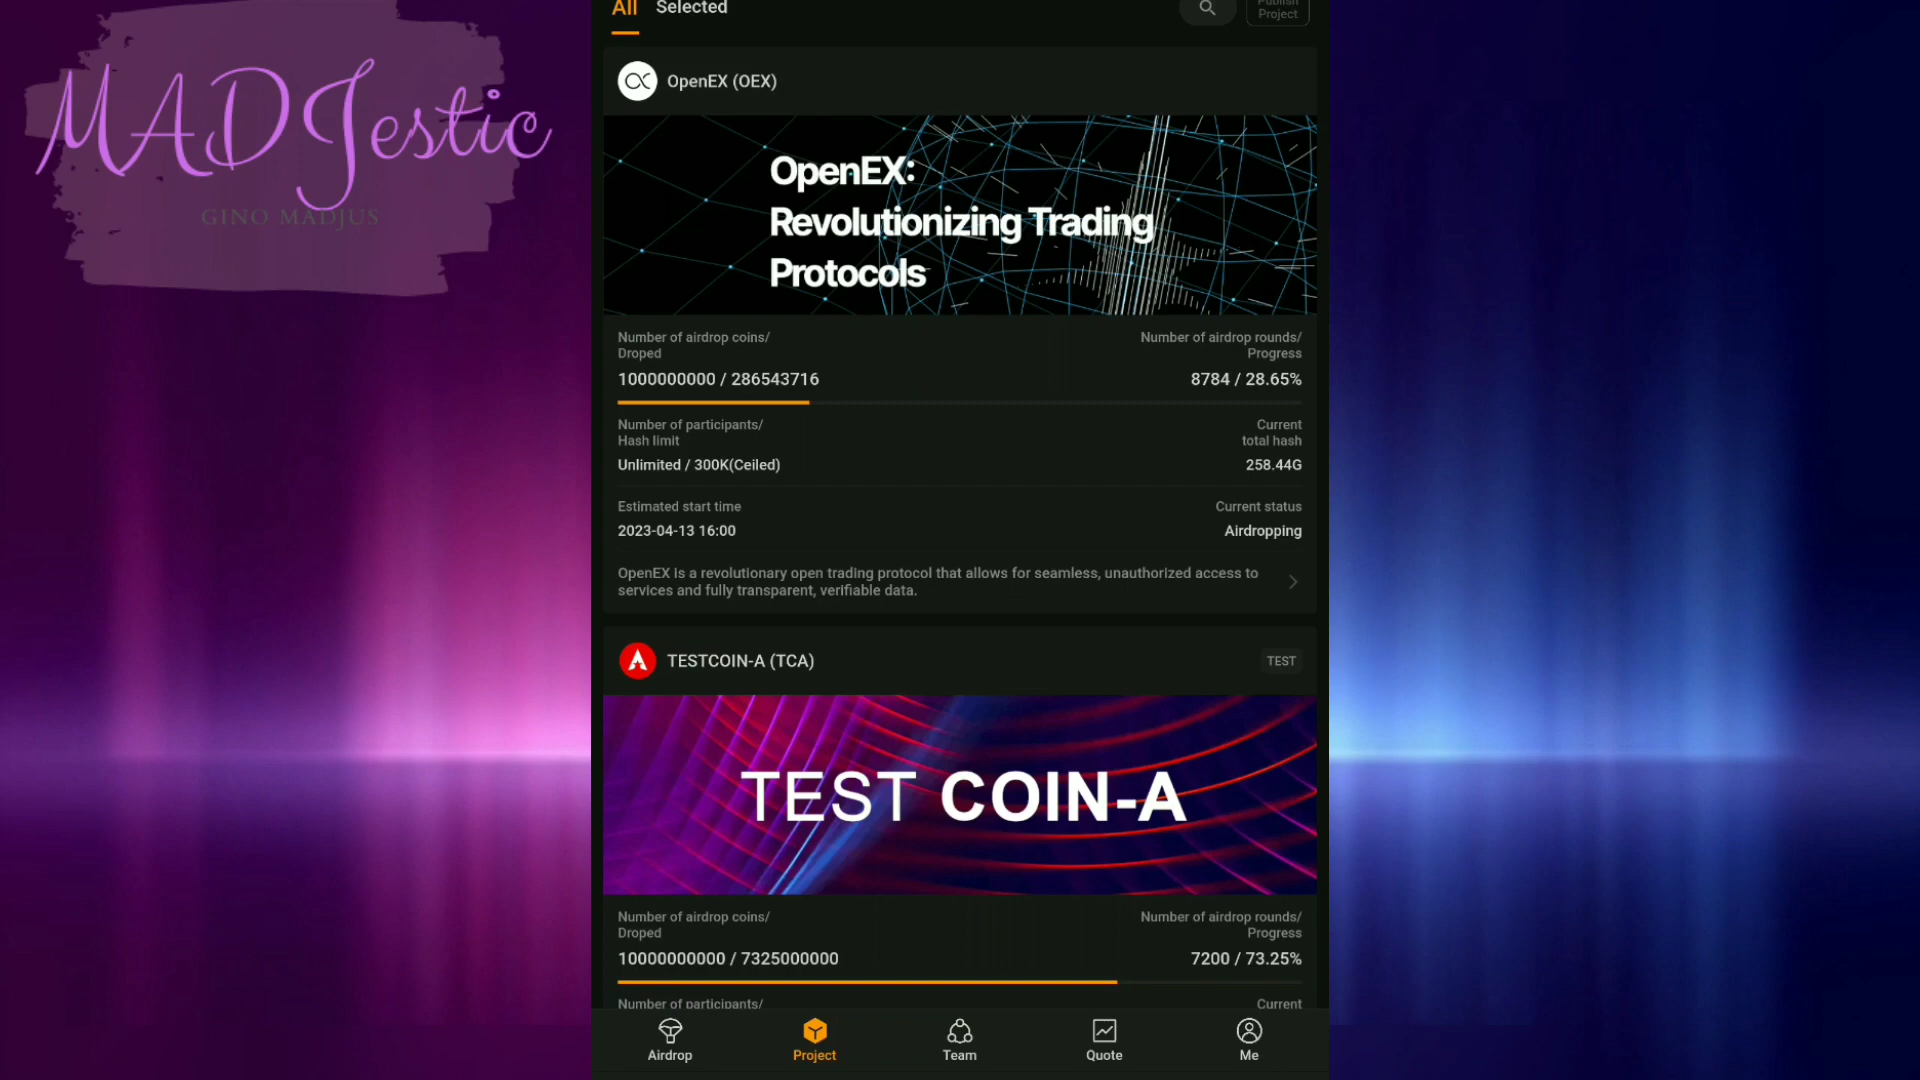 MADJestic
GINO MADJUS
All Selected
Publish
Project
OpenEX (OEX)
OpenEX:
Revolutionizing Trading
Protocols
Number of airdrop coins/
Droped
Number of airdrop rounds/
Progress
1000000000 / 286543716
8784 / 28.65%
Number of participants/
Hash limit
Current
total hash
Unlimited / 300K(Ceiled)
258.44G
Estimated start time
Current status
2023-04-13 16:00
Airdropping
OpenEX is a revolutionary open trading protocol that allows for seamless, unauthorized access to
services and fully transparent, verifiable data.
TESTCOIN-A (TCA)
TEST
TEST COIN-A
Number of airdrop coins/
Droped
Number of airdrop rounds/
Progress
10000000000 / 7325000000
7200 / 73.25%
Number of participants/
Current
Airdrop
Project
Team
Quote
Me